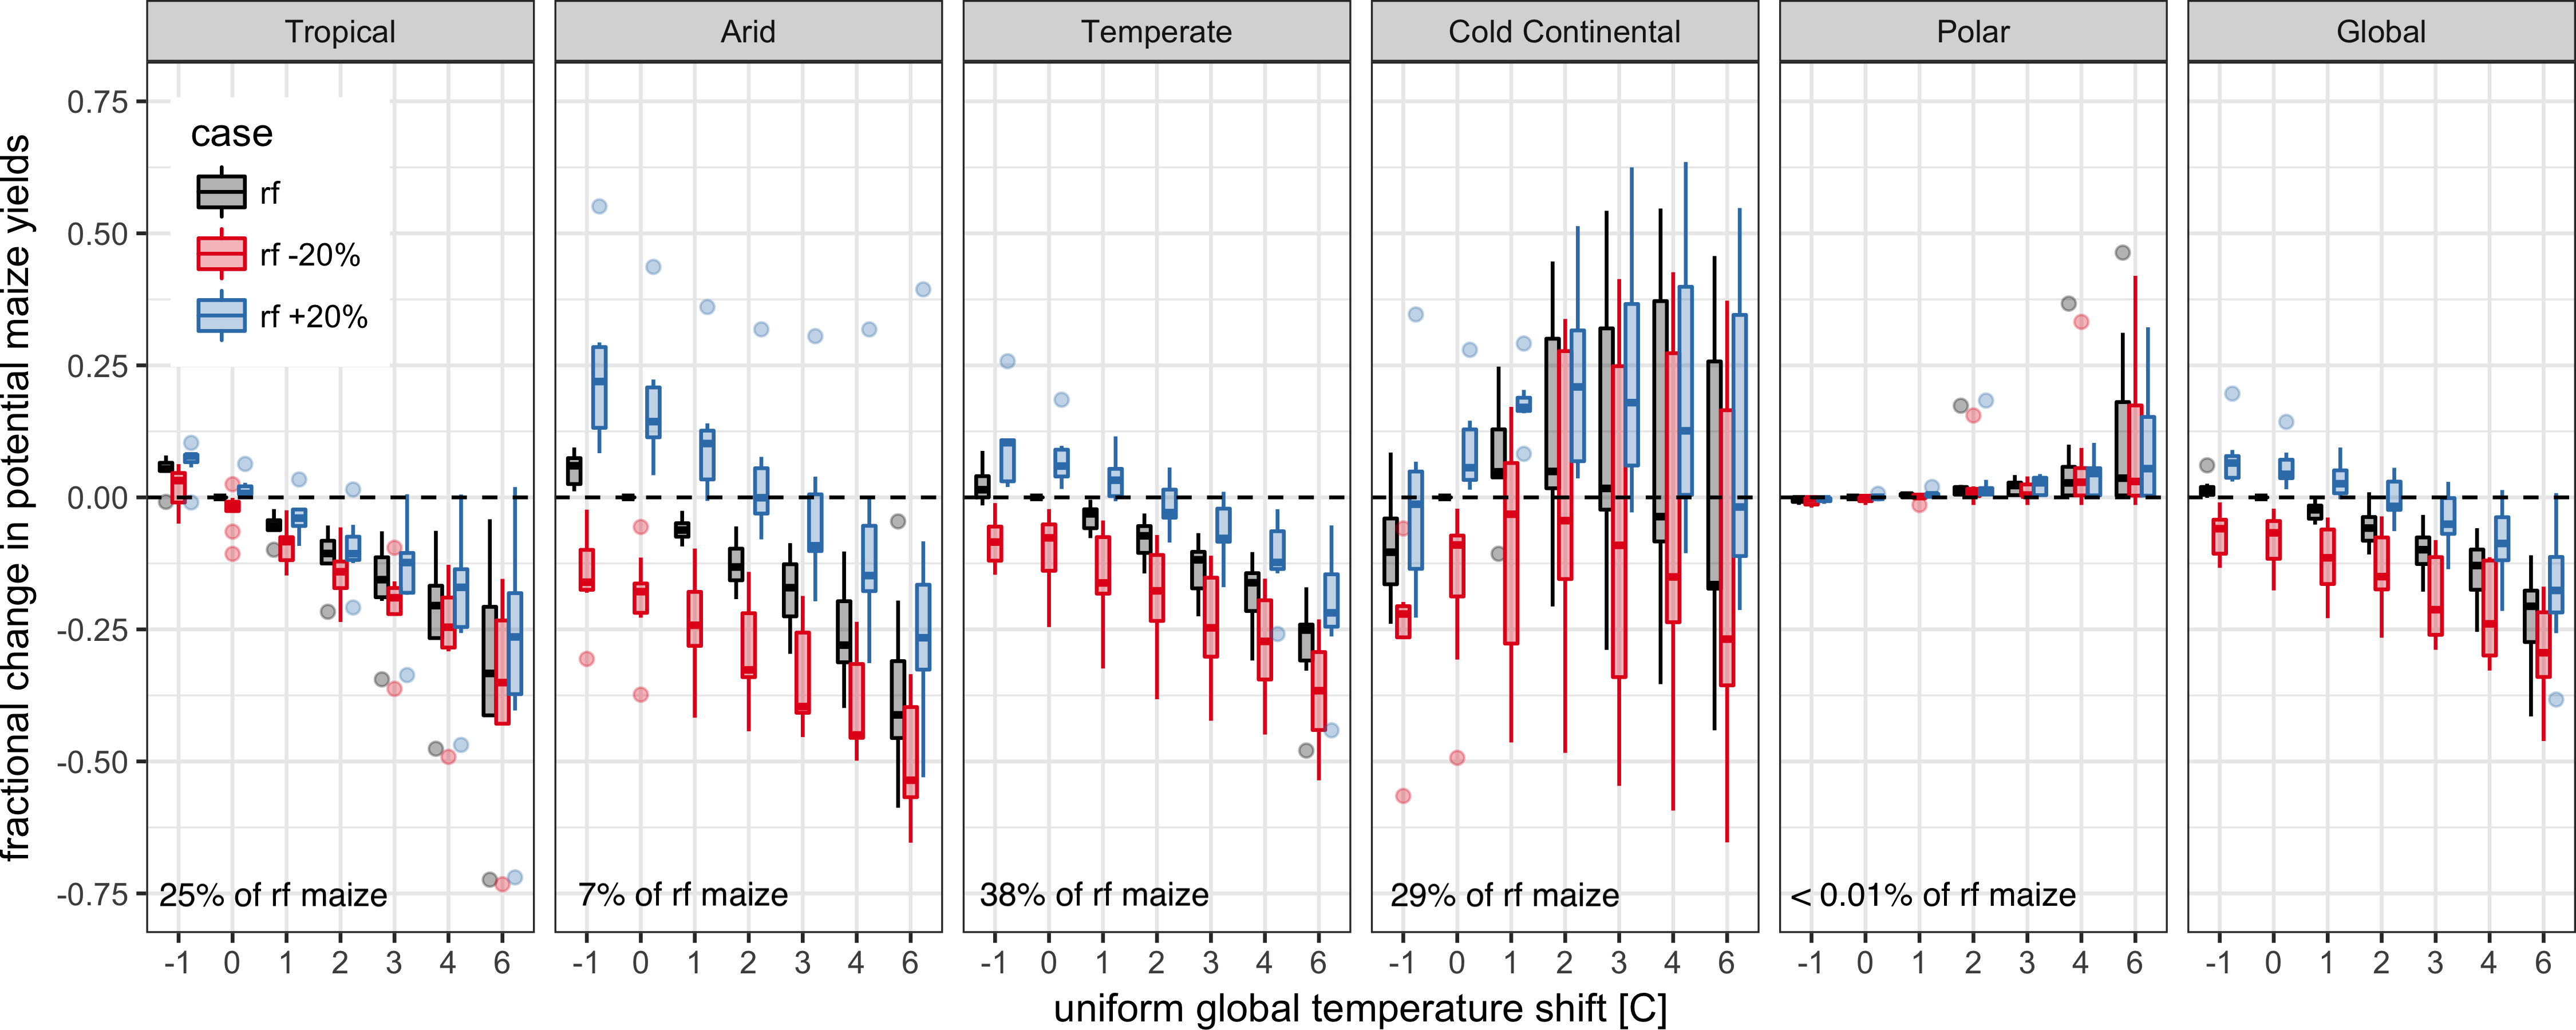 Tropical
Arid
Temperate
Cold Continental
Polar
Global
fractional change in potential maize yields
0.75
0.50
0.25
0.00
-0.25
-0.50
-0.75
case
rf
rf -20%
rf +20%
25% of rf maize
7% of rf maize
38% of rf maize
29% of rf maize
< 0.01% of rf maize
-1 0 1 2 3 4 6
-1 0 1 2 3 4 6
-1 0 1 2 3 4 6
-1 0 1 2 3 4 6
-1 0 1 2 3 4 6
-1 0 1 2 3 4 6
uniform global temperature shift [C]